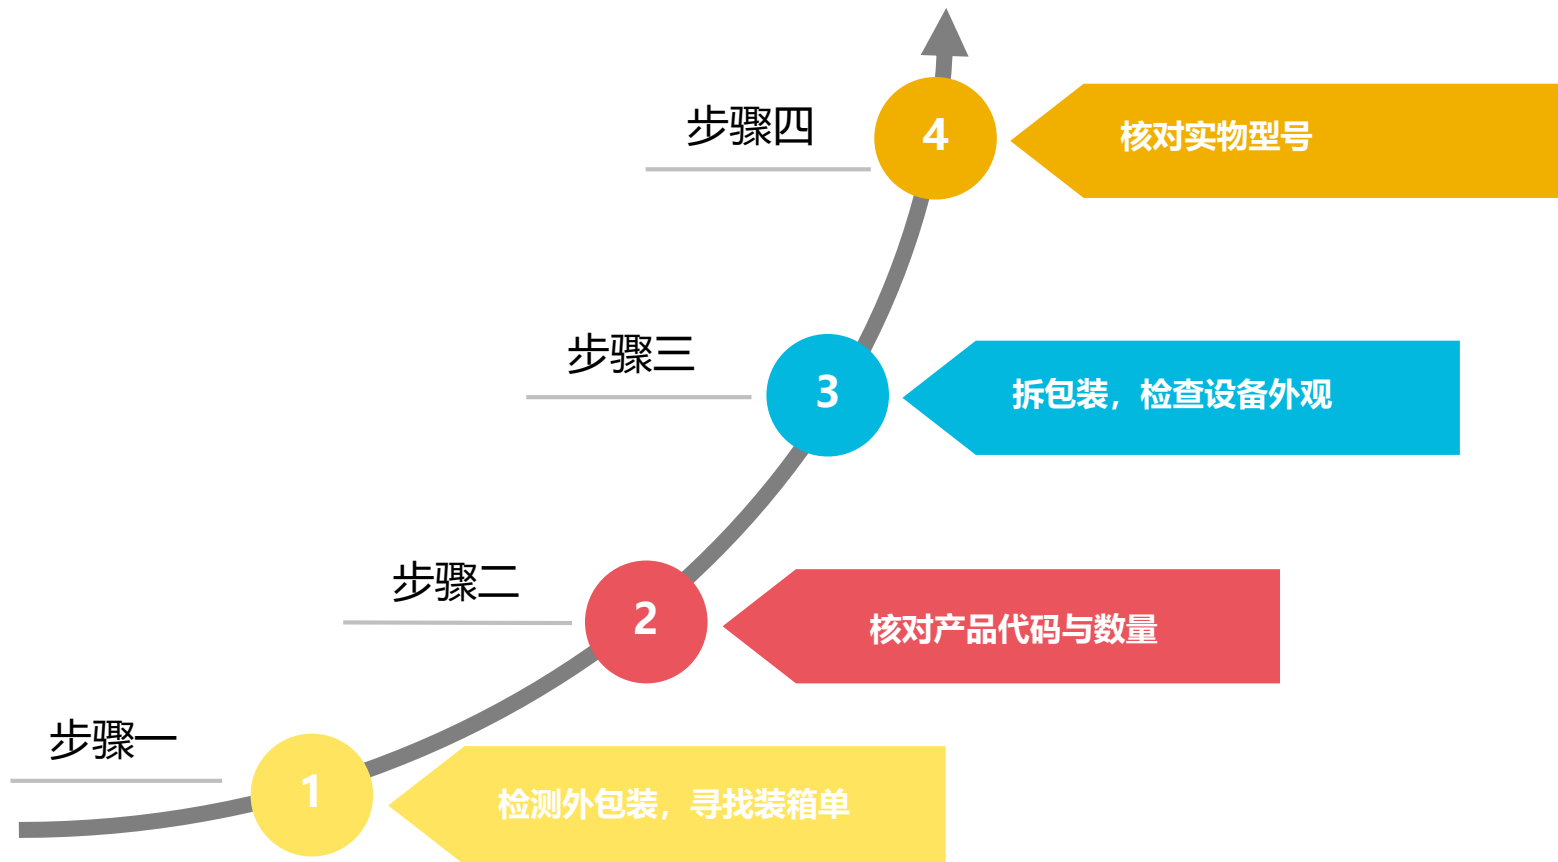 步骤四
4
核对实物型号
步骤三
3
拆包装，检查设备外观
步骤二
2
核对产品代码与数量
步骤一
1
检测外包装，寻找装箱单